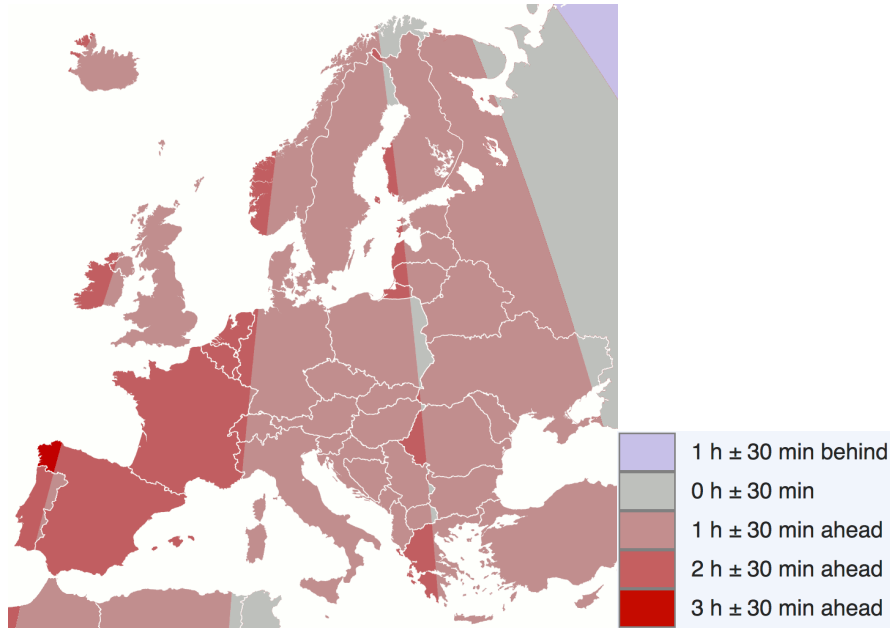 1 h ± 30 min behind
0 h ± 30 min
1 h ± 30 min ahead
2 h ± 30 min ahead
3 h ± 30 min ahead